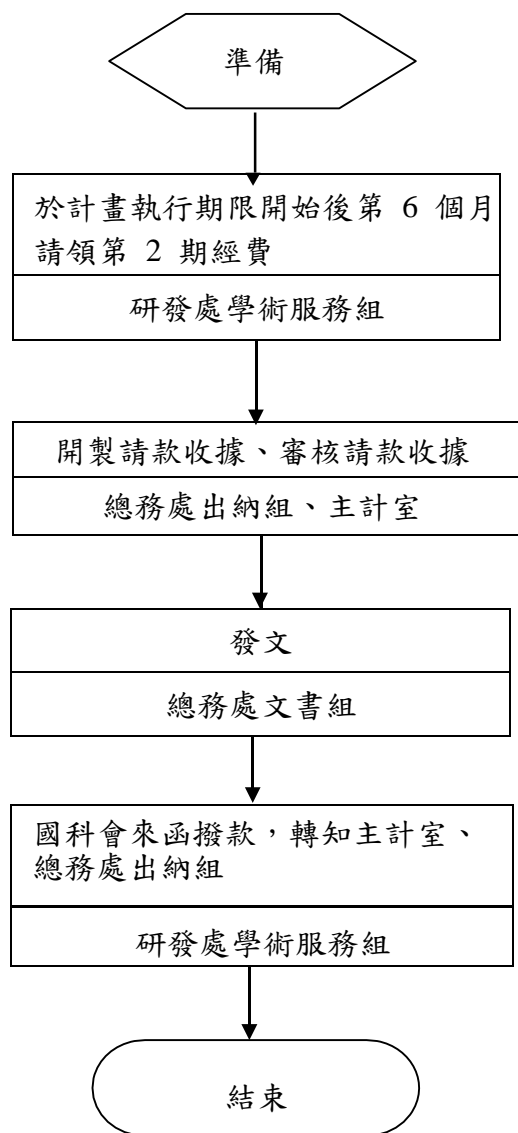 準備
於計畫執行期限開始後第 6 個月
請領第 2 期經費
研發處學術服務組
開製請款收據、審核請款收據
總務處出納組、主計室
發文
總務處文書組
國科會來函撥款，轉知主計室、
總務處出納組
研發處學術服務組
結束